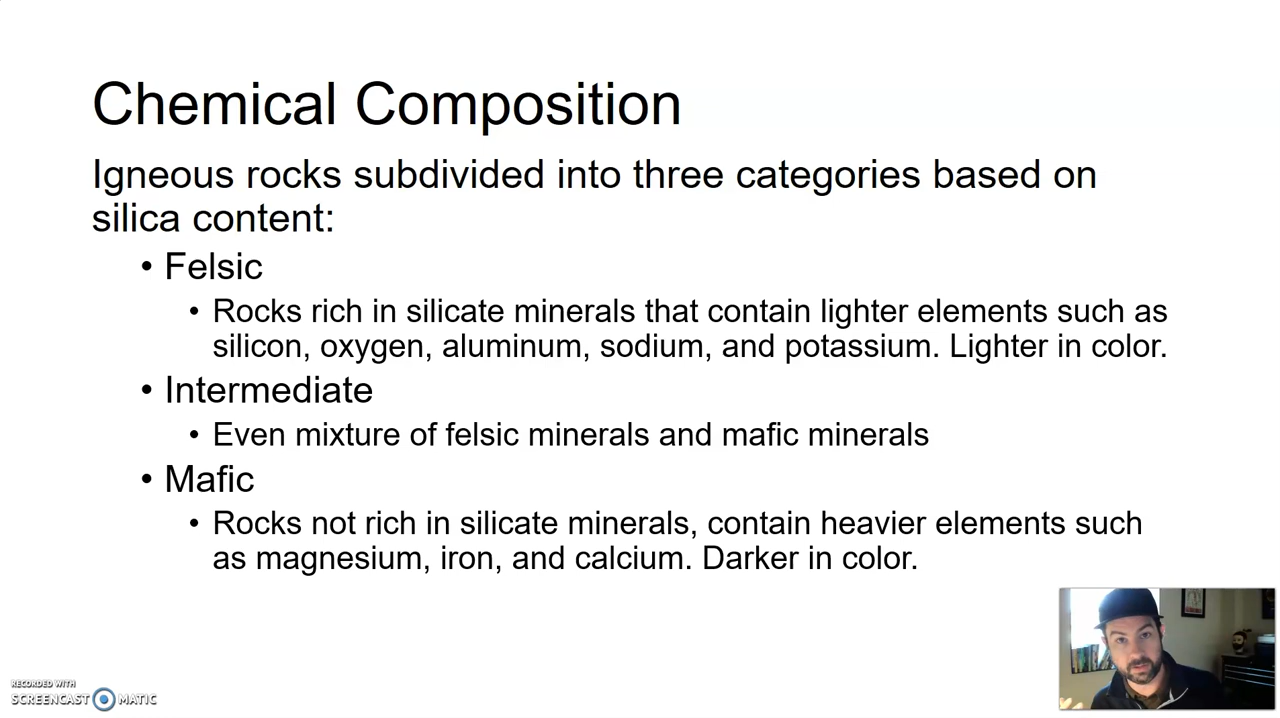 Chemical Composition
Igneous rocks subdivided into three categories based on
silica content:
• Felsic
• Rocks rich in silicate minerals that contain lighter elements such as
silicon, oxygen, aluminum, sodium, and potassium. Lighter in color.
• Intermediate
• Even mixture of felsic minerals and mafic minerals
• Mafic
• Rocks not rich in silicate minerals, contain heavier elements such
as magnesium, iron, and calcium. Darker in color.
RECORDED WITH
SCREENCAST MATIC